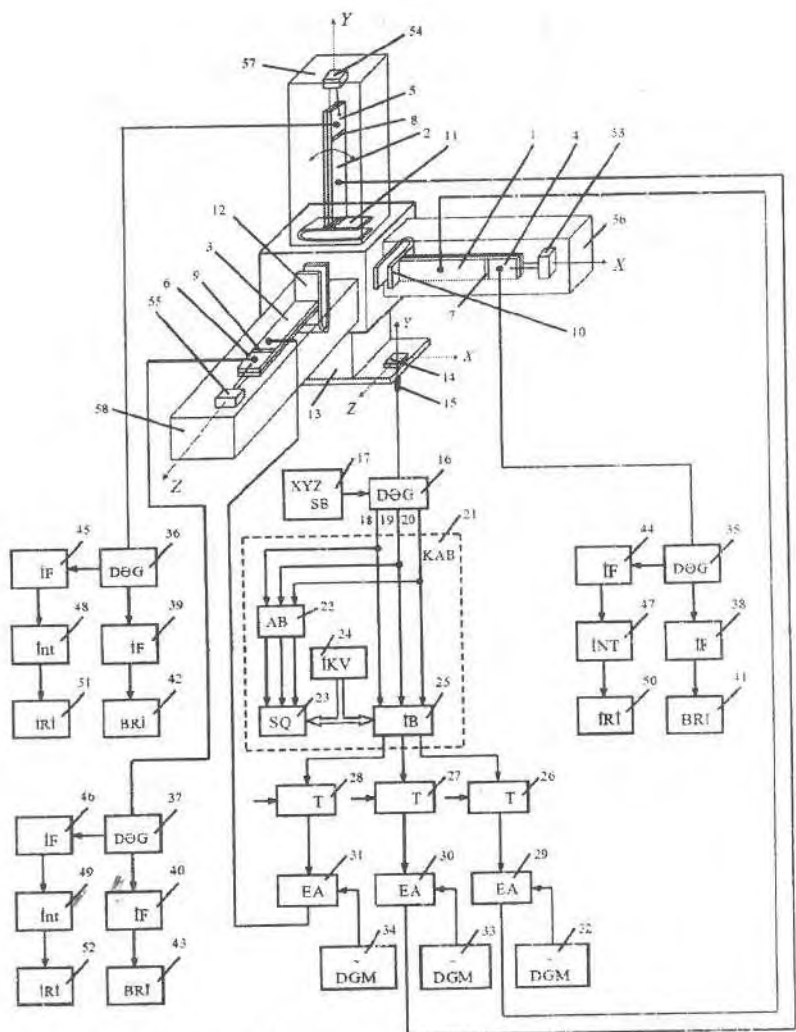 Y
54
57
5
8
2
11
1
4
53
12
56
3
X
9
6
7
10
55
Y
X
14
Z
15
13
58
Z
17
16
XYZ
SB
DƏG
18 19 20
21
KAB
45
36
44
35
İF
DƏG
İF
DƏG
22
AB
48
39
24
47
38
İnt
İF
İKV
İNT
İF
23
25
51
42
50
41
SQ
İB
İRİ
BRİ
İRİ
BRI
28
27
26
T
T
T
46
37
İF
DƏG
31
30
29
49
40
EA
EA
EA
İnt
İF
34
33
32
52
43
DGM
DGM
DGM
İRİ
BRİ